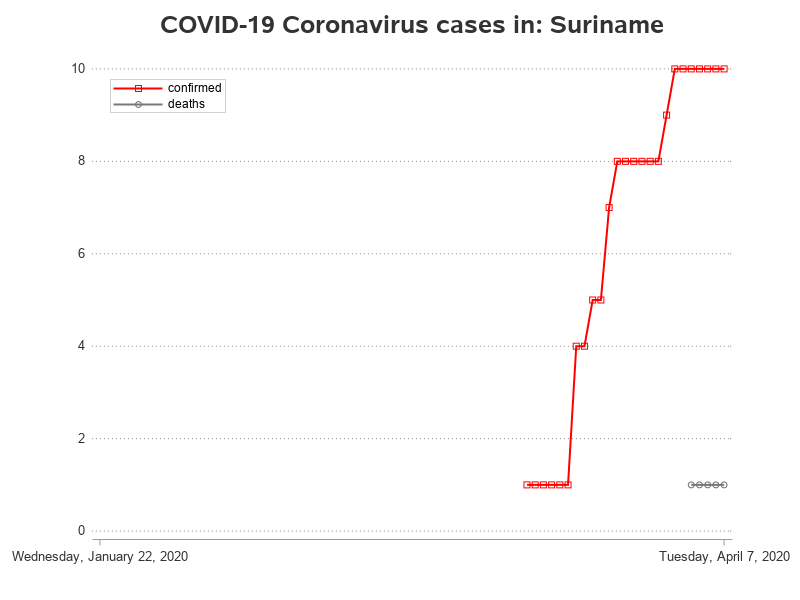 COVID-19 Coronavirus cases in: Suriname
10
confirmed
deaths
8
6
4
2
0
Wednesday, January 22, 2020
Tuesday, April 7, 2020